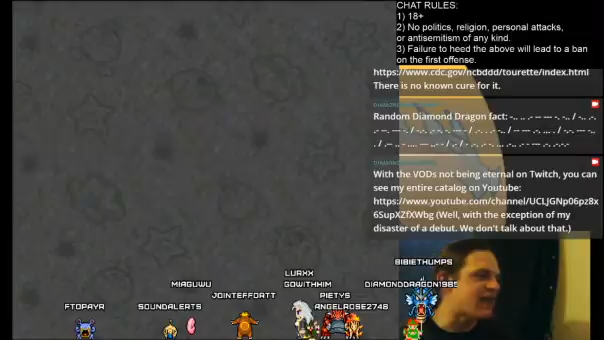 CHAT RULES:
1) 18+
2) No politics, religion, personal attacks,
or antisemitism of any kind.
3) Failure to heed the above will lead to a ban
on the first offense.
https://www.cdc.gov/ncbddd/tourette/index.html
There is no known cure for it.
Random Diamond Dragon fact:
With the VODs not being eternal on Twitch, you can
see my entire catalog on Youtube:
https://www.youtube.com/channel/UCLJGNp06pz8x
6SupXZfXWbg (Well, with the exception of my
disaster of a debut. We don't talk about that.)
BIBIETHUMPS
LURXX
MIAGUWU
GOWITHHIM
DIAMONDDRAGON1985
JOINTEFFORTT
PIETYS
FTOPAYR
SOUNDALERTS
ANGELROSE2748